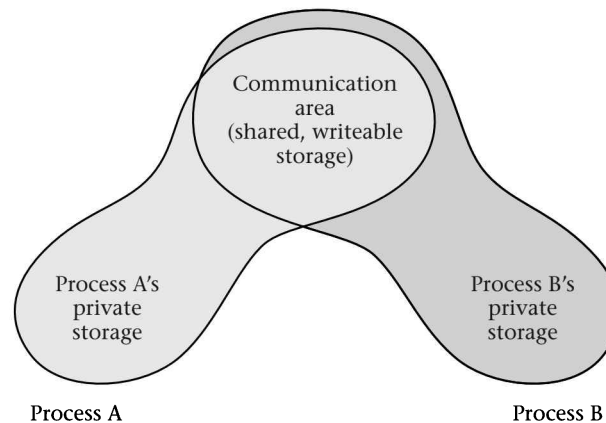 Communication
area
(shared, writeable
storage)
Process A's
private
storage
Process B's
private
storage
Process A
Process B